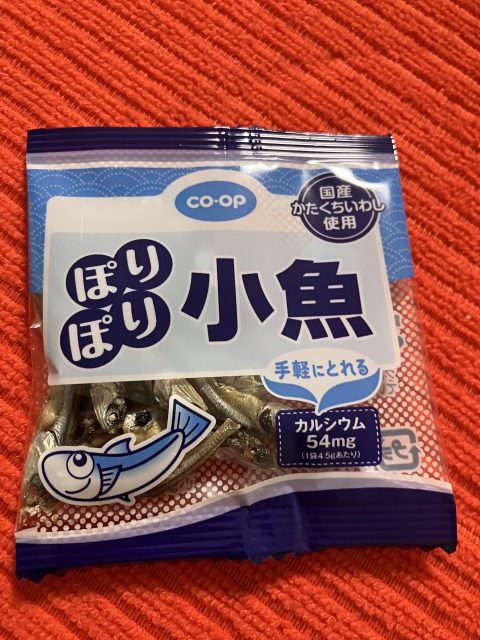 co·op
国産
かたくちいわし
使用
ぽり
ぽり
小魚
手軽にとれる
カルシウム
54mg
(1袋4.5gあたり)
プラ